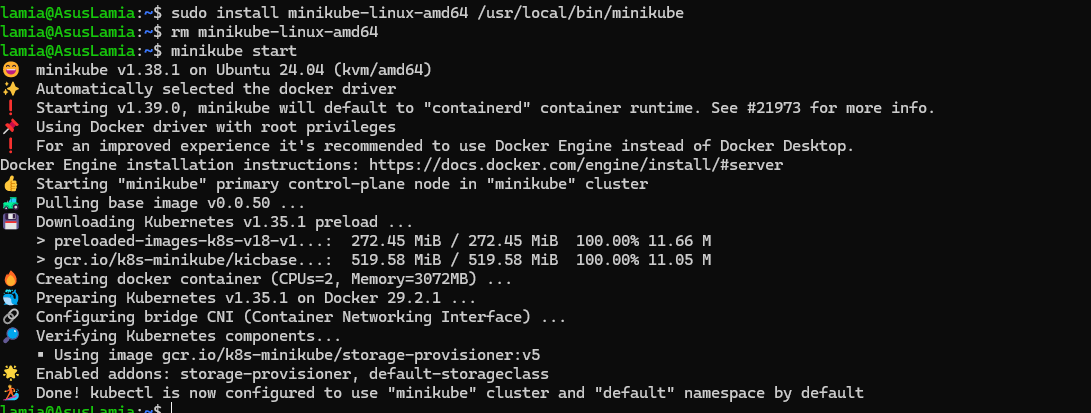 lamia@AsusLamia:~$ sudo install minikube-linux-amd64 /usr/local/bin/minikube
lamia@AsusLamia:~$ rm minikube-linux-amd64
lamia@AsusLamia:~$ minikube start
😄 minikube v1.38.1 on Ubuntu 24.04 (kvm/amd64)
✨ Automatically selected the docker driver
❗ Starting v1.39.0, minikube will default to "containerd" container runtime. See #21973 for more info.
📌 Using Docker driver with root privileges
❗ For an improved experience it's recommended to use Docker Engine instead of Docker Desktop.
Docker Engine installation instructions: https://docs.docker.com/engine/install/#server
👍 Starting "minikube" primary control-plane node in "minikube" cluster
🚜 Pulling base image v0.0.50 ...
💾 Downloading Kubernetes v1.35.1 preload ...
> preloaded-images-k8s-v18-v1...: 272.45 MiB / 272.45 MiB 100.00% 11.66 M
> gcr.io/k8s-minikube/kicbase...: 519.58 MiB / 519.58 MiB 100.00% 11.05 M
🔥 Creating docker container (CPUs=2, Memory=3072MB) ...
🐳 Preparing Kubernetes v1.35.1 on Docker 29.2.1 ...
🔗 Configuring bridge CNI (Container Networking Interface) ...
🔎 Verifying Kubernetes components...
▪ Using image gcr.io/k8s-minikube/storage-provisioner:v5
🌟 Enabled addons: storage-provisioner, default-storageclass
🏄 Done! kubectl is now configured to use "minikube" cluster and "default" namespace by default
lamia@AsusLamia:~$